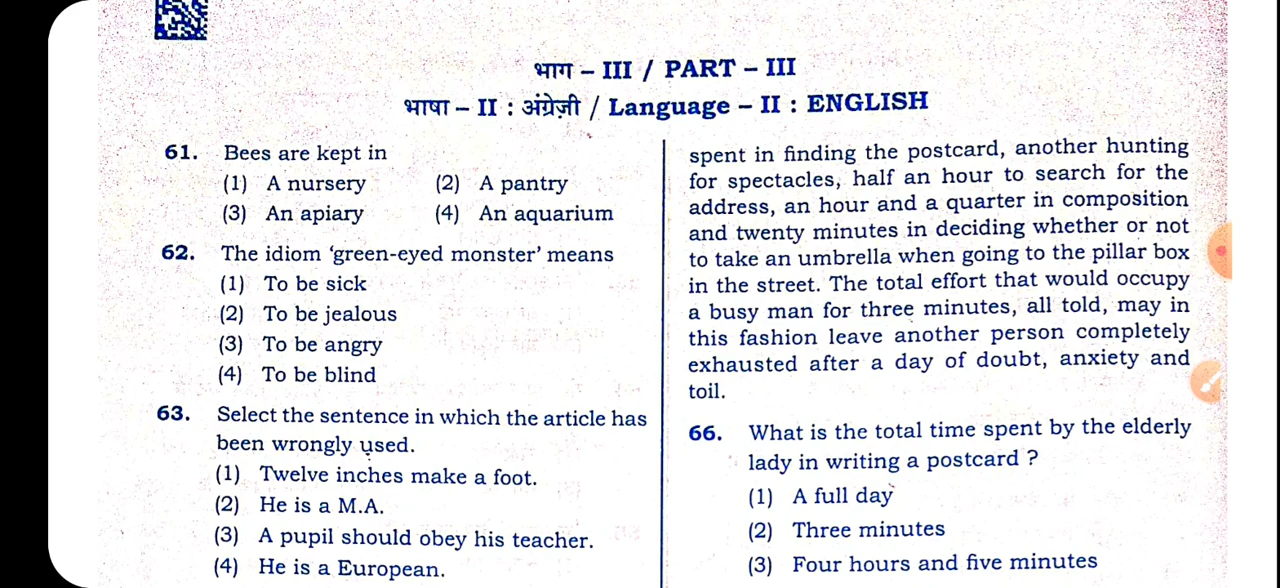 भाग – III / PART – III
भाषा – II : अंग्रेज़ी / Language – II : ENGLISH
61. Bees are kept in
(1) A nursery (2) A pantry
(3) An apiary (4) An aquarium
62. The idiom ‘green-eyed monster’ means
(1) To be sick
(2) To be jealous
(3) To be angry
(4) To be blind
63. Select the sentence in which the article has
been wrongly used.
(1) Twelve inches make a foot.
(2) He is a M.A.
(3) A pupil should obey his teacher.
(4) He is a European.
spent in finding the postcard, another hunting
for spectacles, half an hour to search for the
address, an hour and a quarter in composition
and twenty minutes in deciding whether or not
to take an umbrella when going to the pillar box
in the street. The total effort that would occupy
a busy man for three minutes, all told, may in
this fashion leave another person completely
exhausted after a day of doubt, anxiety and
toil.
66. What is the total time spent by the elderly
lady in writing a postcard ?
(1) A full day
(2) Three minutes
(3) Four hours and five minutes